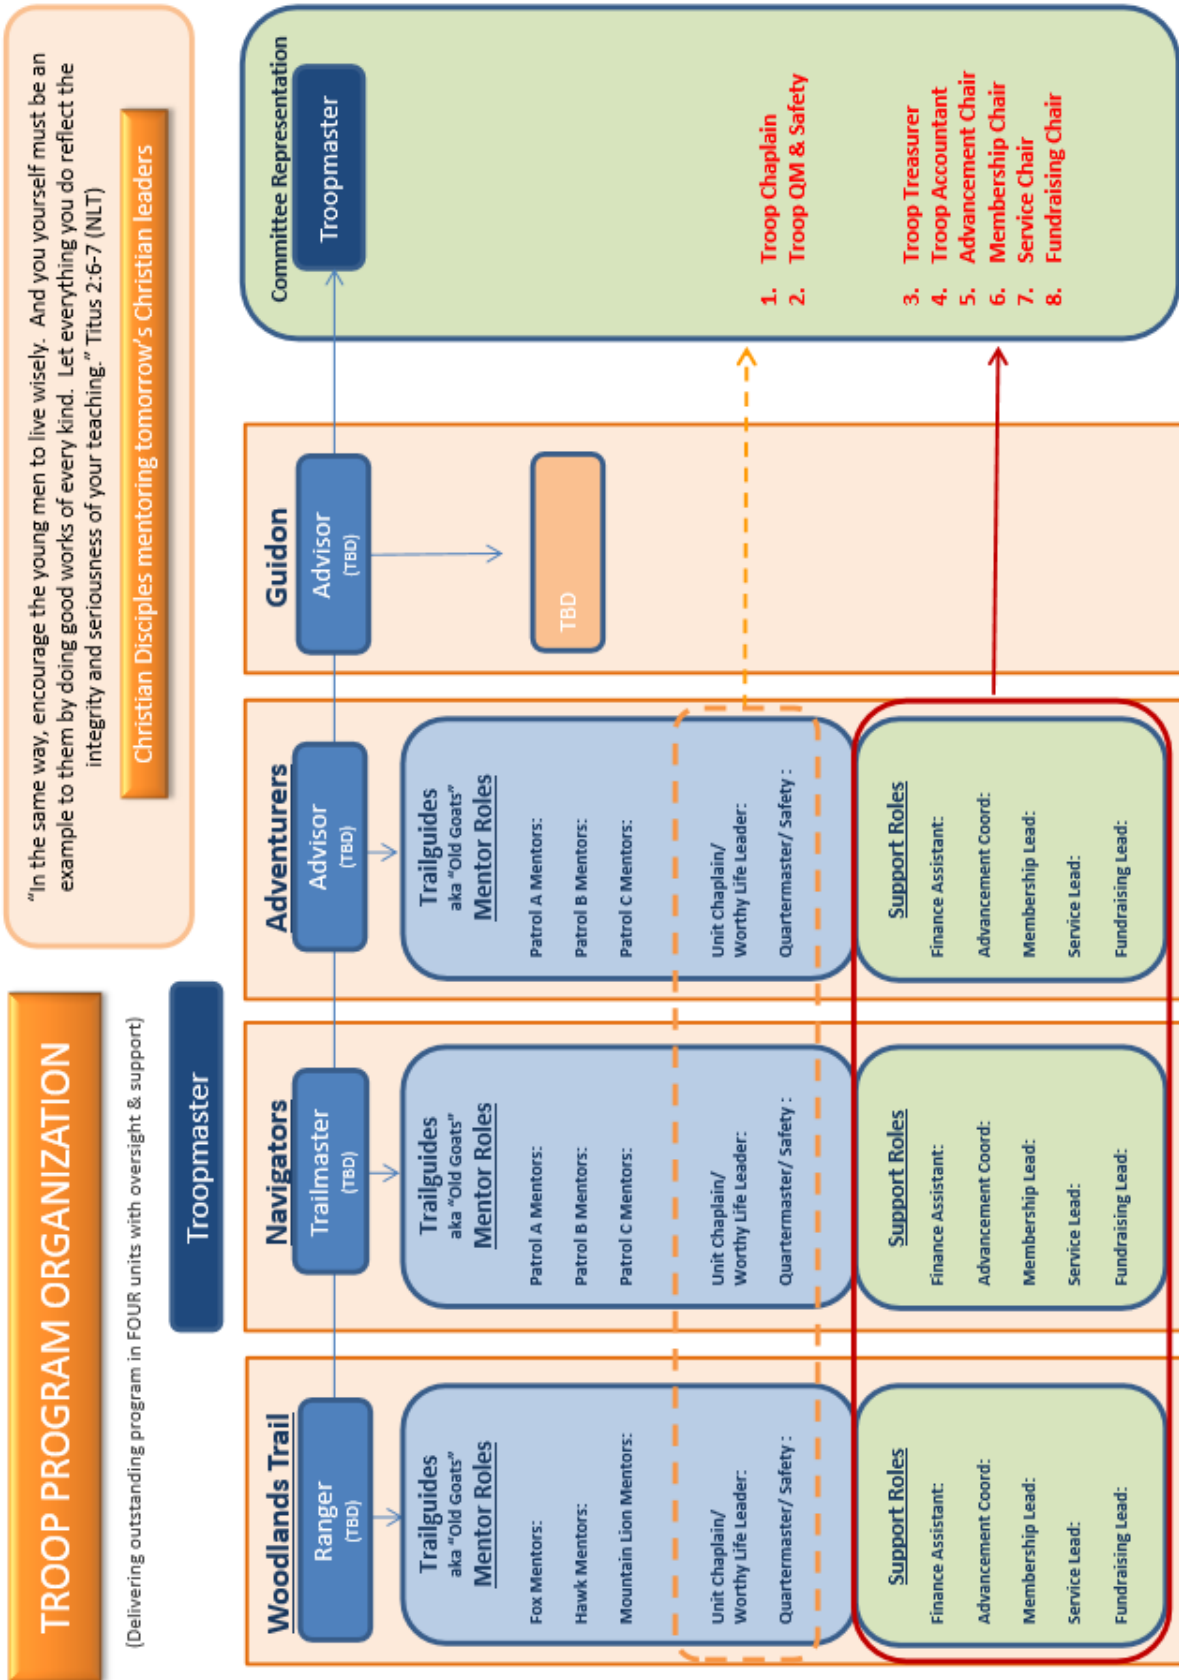 TROOP PROGRAM ORGANIZATION
(Delivering outstanding program in FOUR units with oversight & support)
“In the same way, encourage the young men to live wisely. And you yourself must be an
example to them by doing good works of every kind. Let everything you do reflect the
integrity and seriousness of your teaching.” Titus 2:6-7 (NLT)
Christian Disciples mentoring tomorrow’s Christian leaders
Troopmaster
Woodlands Trail
Ranger
(TBD)
Trailguides
aka “Old Goats”
Mentor Roles
Fox Mentors:
Hawk Mentors:
Mountain Lion Mentors:
Unit Chaplain/
Worthy Life Leader:
Quartermaster/ Safety :
Support Roles
Finance Assistant:
Advancement Coord:
Membership Lead:
Service Lead:
Fundraising Lead:
Navigators
Trailmaster
(TBD)
Trailguides
aka “Old Goats”
Mentor Roles
Patrol A Mentors:
Patrol B Mentors:
Patrol C Mentors:
Unit Chaplain/
Worthy Life Leader:
Quartermaster/ Safety :
Support Roles
Finance Assistant:
Advancement Coord:
Membership Lead:
Service Lead:
Fundraising Lead:
Adventurers
Advisor
(TBD)
Trailguides
aka “Old Goats”
Mentor Roles
Patrol A Mentors:
Patrol B Mentors:
Patrol C Mentors:
Unit Chaplain/
Worthy Life Leader:
Quartermaster/ Safety :
Support Roles
Finance Assistant:
Advancement Coord:
Membership Lead:
Service Lead:
Fundraising Lead:
Guidon
Advisor
(TBD)
TBD
Committee Representation
Troopmaster
1. Troop Chaplain
2. Troop QM & Safety
3. Troop Treasurer
4. Troop Accountant
5. Advancement Chair
6. Membership Chair
7. Service Chair
8. Fundraising Chair